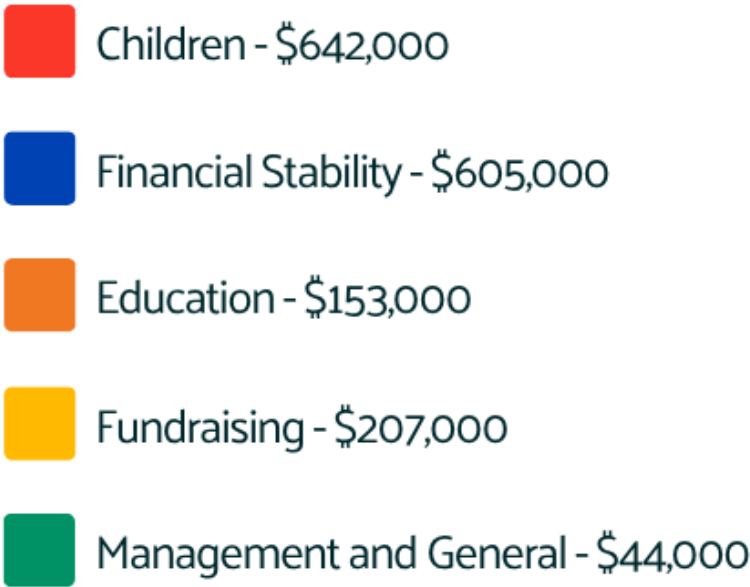 Children - $642,000
Financial Stability - $605,000
Education - $153,000
Fundraising - $207,000
Management and General - $44,000